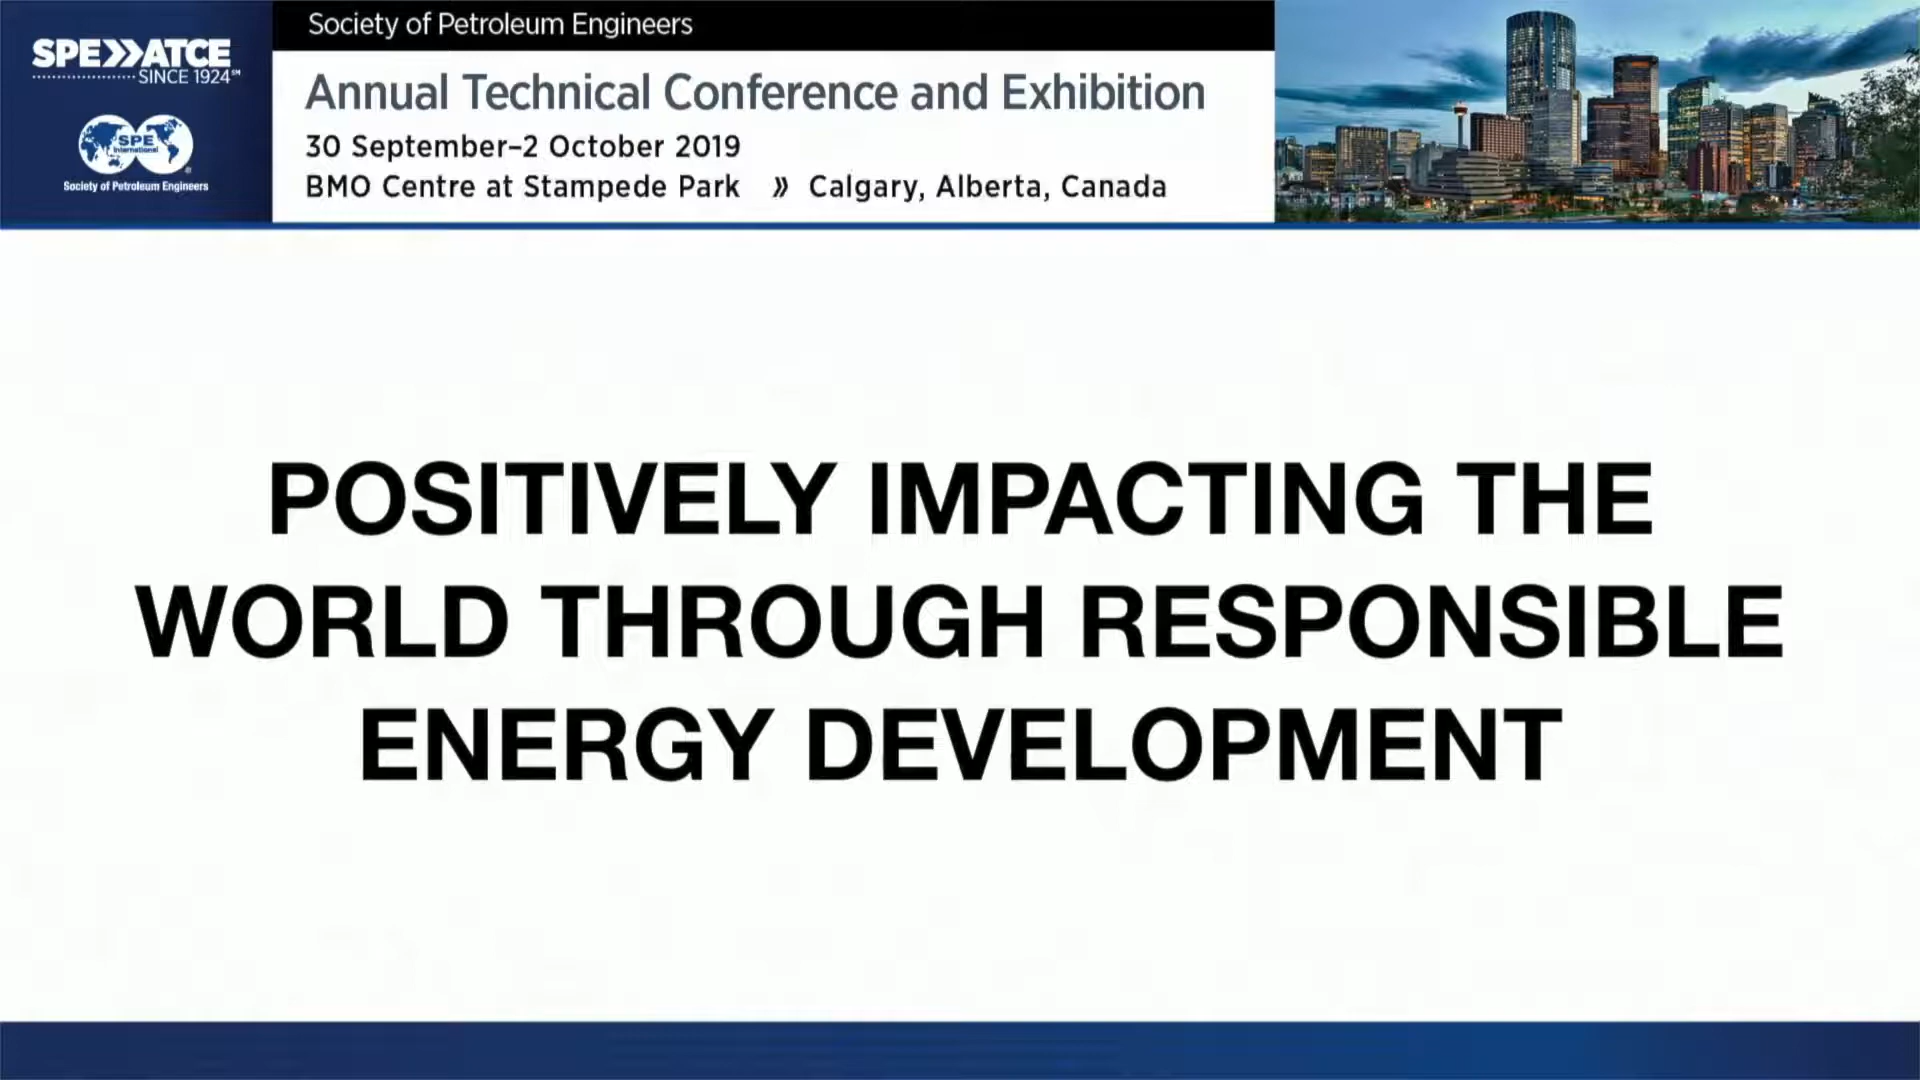 SPE»ATCE
SINCE 1924℠
SPE
International
®
Society of Petroleum Engineers
Society of Petroleum Engineers
Annual Technical Conference and Exhibition
30 September–2 October 2019
BMO Centre at Stampede Park » Calgary, Alberta, Canada
POSITIVELY IMPACTING THE
WORLD THROUGH RESPONSIBLE
ENERGY DEVELOPMENT